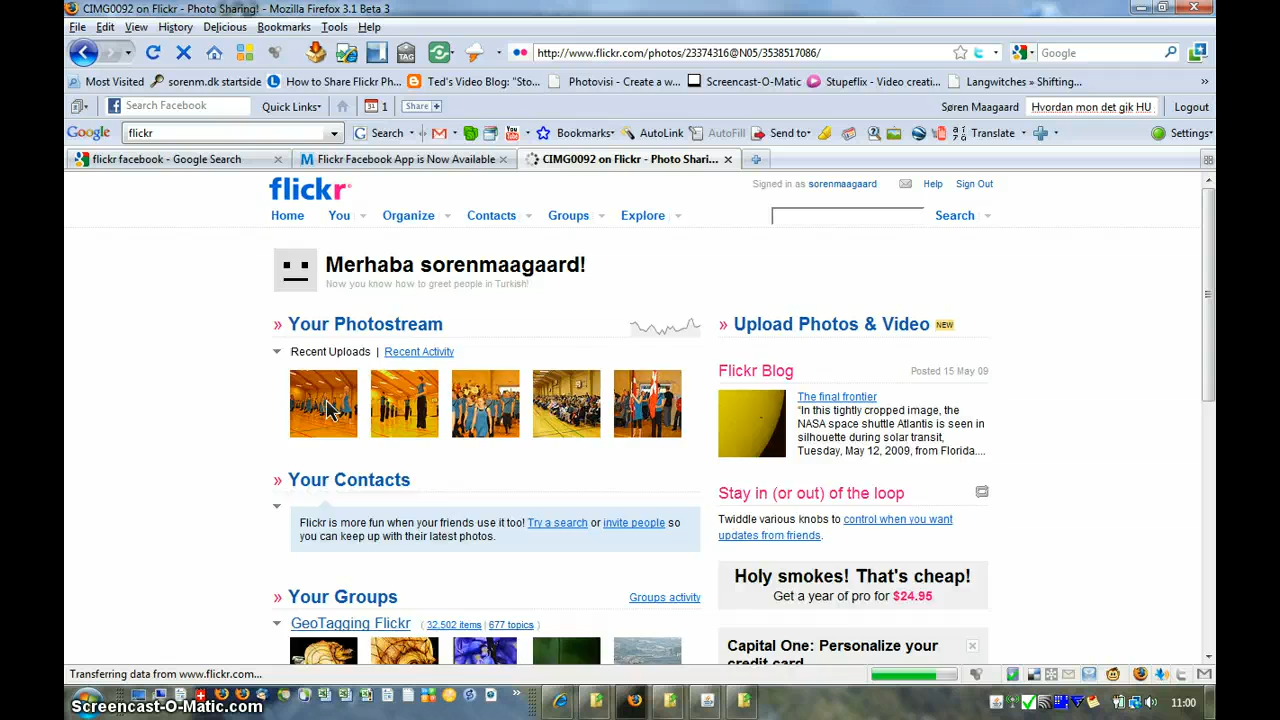 CIMG0092 on Flickr - Photo Sharing! - Mozilla Firefox 3.1 Beta 3
File Edit View History Delicious Bookmarks Tools Help
http://www.flickr.com/photos/23374316@N05/3538517086/ Google
Most Visited sorenm.dk startside How to Share Flickr Ph... Ted's Video Blog: "Sto... Photovisi - Create a w... Screencast-O-Matic Stupeflix - Video creati... Langwitches » Shifting... »
Search Facebook Quick Links 1 Share + Søren Maagaard Hvordan mon det gik HU Logout
Google flickr Search Bookmarks AutoLink AutoFill Send to Translate Settings
flickr facebook - Google Search Flickr Facebook App is Now Available CIMG0092 on Flickr - Photo Shari...
flickr
Signed in as sorenmaagaard Help Sign Out
Home You Organize Contacts Groups Explore Search
Merhaba sorenmaagaard!
Now you know how to greet people in Turkish!
» Your Photostream
Recent Uploads | Recent Activity
» Your Contacts
Flickr is more fun when your friends use it too! Try a search or invite people so
you can keep up with their latest photos.
» Your Groups Groups activity
GeoTagging Flickr ( 32,502 items | 677 topics )
» Upload Photos & Video NEW
Flickr Blog Posted 15 May 09
The final frontier
"In this tightly cropped image, the
NASA space shuttle Atlantis is seen in
silhouette during solar transit,
Tuesday, May 12, 2009, from Florida....
Stay in (or out) of the loop
Twiddle various knobs to control when you want
updates from friends.
Holy smokes! That's cheap!
Get a year of pro for $24.95
Capital One: Personalize your
credit card
Transferring data from www.flickr.com...
Screencast-O-Matic.com
11:00